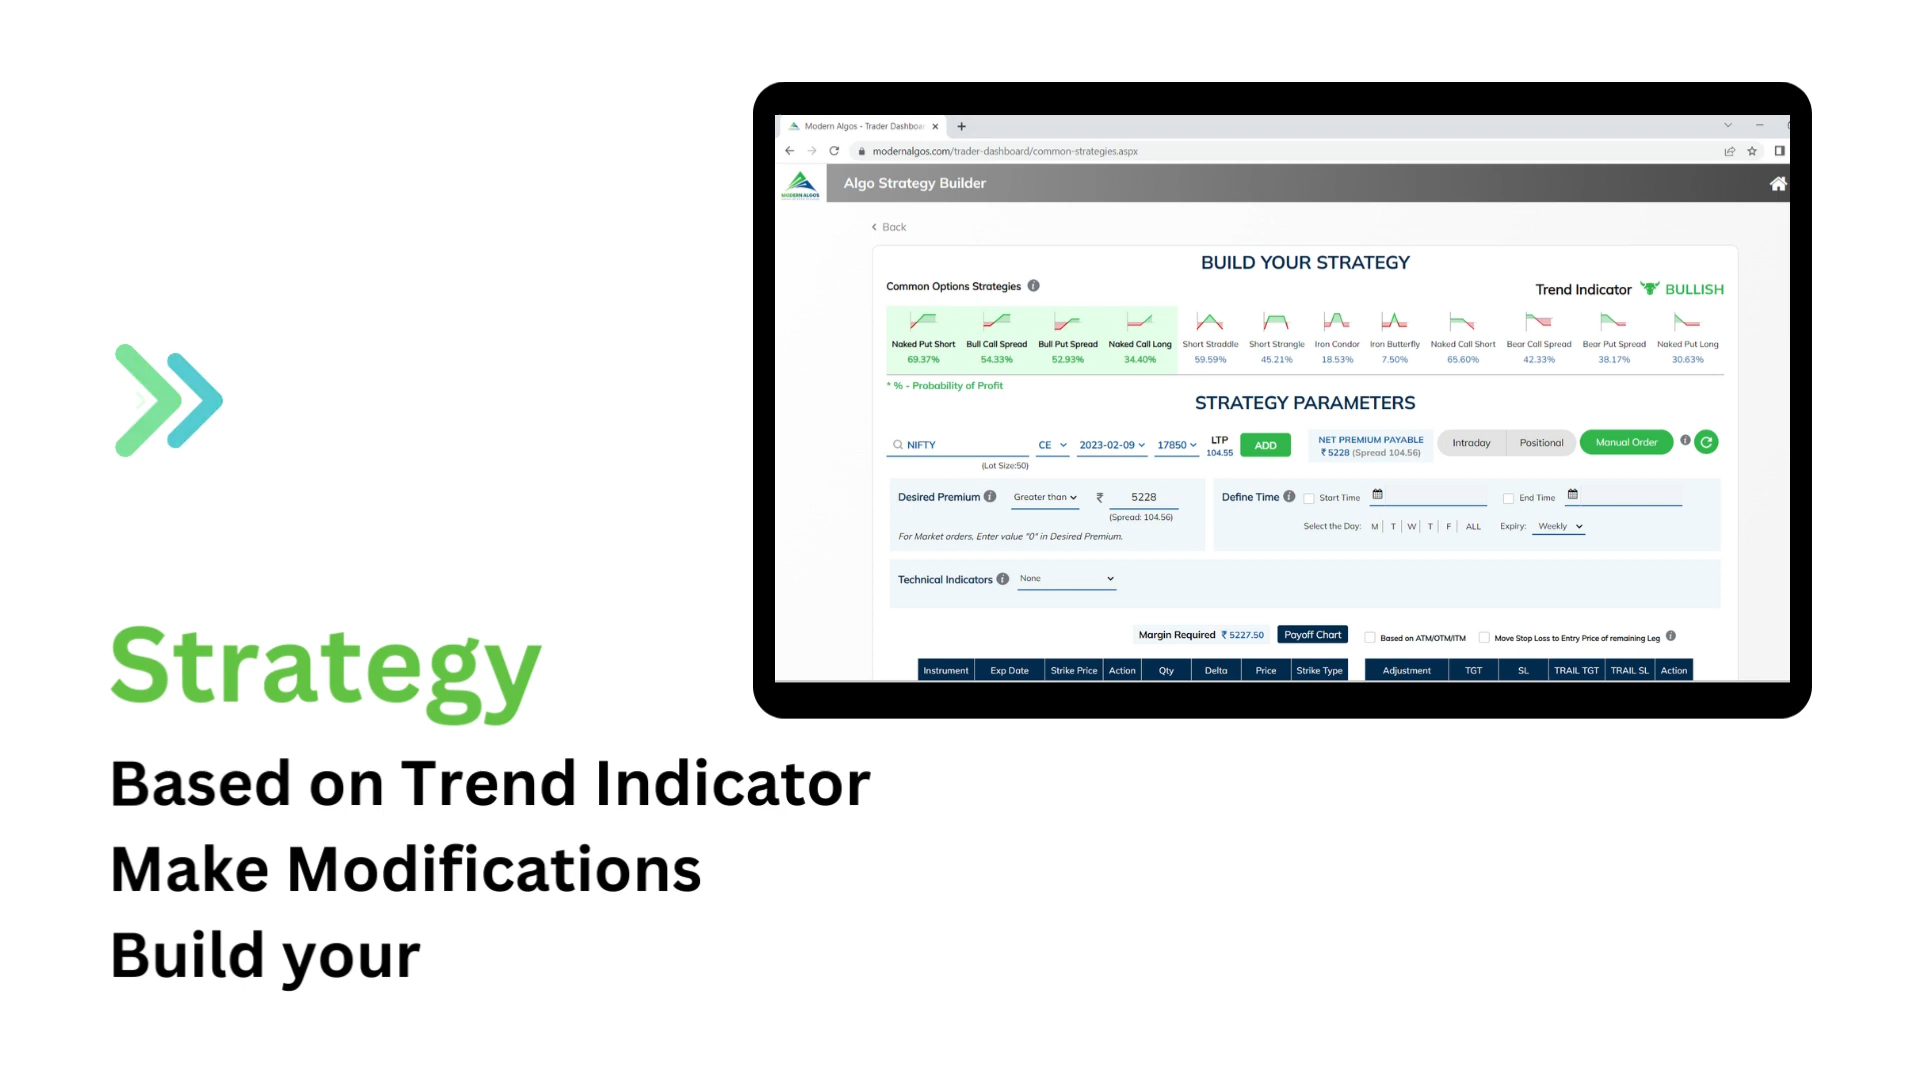 Modern Algos - Trader Dashboar
modernalgos.com/trader-dashboard/common-strategies.aspx
MODERN ALGOS
Algo Strategy Builder
Back
BUILD YOUR STRATEGY
Common Options Strategies
Trend Indicator BULLISH
Naked Put Short Bull Call Spread Bull Put Spread Naked Call Long Short Straddle Short Strangle Iron Condor Iron Butterfly Naked Call Short Bear Call Spread Bear Put Spread Naked Put Long
69.37% 54.33% 52.93% 34.40% 59.59% 45.21% 18.53% 7.50% 65.60% 42.33% 38.17% 30.63%
* % - Probability of Profit
STRATEGY PARAMETERS
NIFTY CE 2023-02-09 17850 LTP 104.55 ADD
(Lot Size:50)
NET PREMIUM PAYABLE
₹ 5228 (Spread 104.56)
Intraday Positional Manual Order
Desired Premium Greater than ₹ 5228
(Spread: 104.56)
For Market orders, Enter value "0" in Desired Premium.
Define Time Start Time End Time
Select the Day: M T W T F ALL Expiry: Weekly
Technical Indicators None
Margin Required ₹ 5227.50 Payoff Chart Based on ATM/OTM/ITM Move Stop Loss to Entry Price of remaining Leg
Instrument Exp Date Strike Price Action Qty Delta Price Strike Type Adjustment TGT SL TRAIL TGT TRAIL SL Action
Strategy
Based on Trend Indicator
Make Modifications
Build your